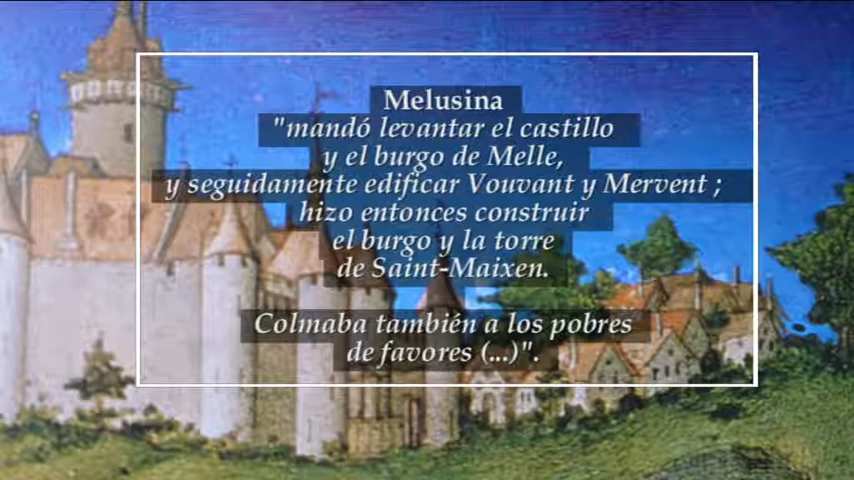 Melusina
"mandó levantar el castillo
y el burgo de Melle,
y seguidamente edificar Vouvant y Mervent ;
hizo entonces construir
el burgo y la torre
de Saint-Maixen.
Colmaba también a los pobres
de favores (...)".